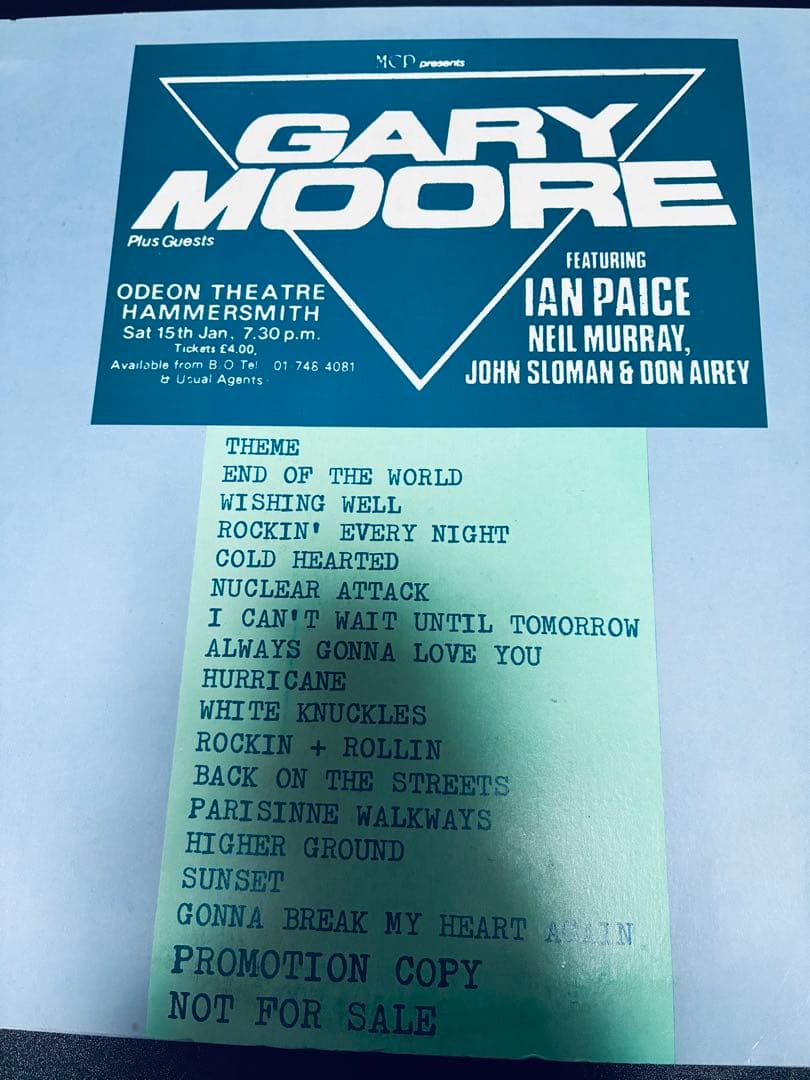 MCP presents
GARY
MOORE
Plus Guests
ODEON THEATRE
HAMMERSMITH
Sat 15th Jan, 7.30 p.m.
Tickets £4.00,
Available from B.O Tel 01-748 4081
& Usual Agents
FEATURING
IAN PAICE
NEIL MURRAY,
JOHN SLOMAN & DON AIREY
THEME
END OF THE WORLD
WISHING WELL
ROCKIN' EVERY NIGHT
COLD HEARTED
NUCLEAR ATTACK
I CAN'T WAIT UNTIL TOMORROW
ALWAYS GONNA LOVE YOU
HURRICANE
WHITE KNUCKLES
ROCKIN + ROLLIN
BACK ON THE STREETS
PARISINNE WALKWAYS
HIGHER GROUND
SUNSET
GONNA BREAK MY HEART AGAIN
PROMOTION COPY
NOT FOR SALE